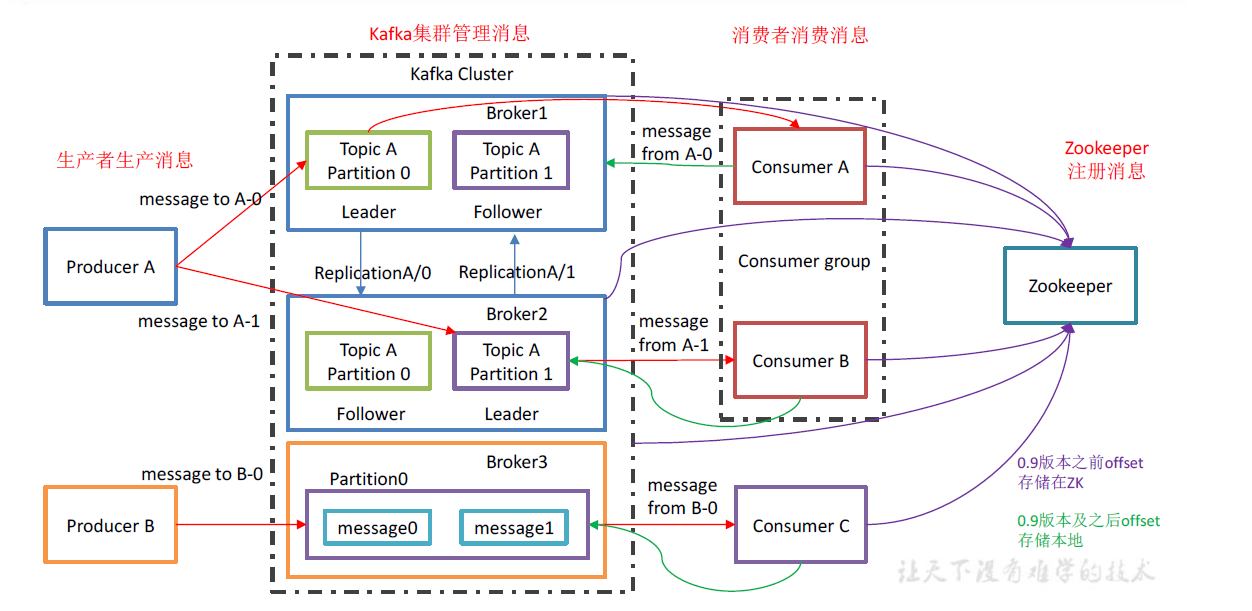 Kafka集群管理消息
消费者消费消息
Kafka Cluster
Broker1
生产者生产消息
message to A-0
Topic A
Partition 0
Topic A
Partition 1
Leader
Follower
message
from A-0
Consumer A
Zookeeper
注册消息
Producer A
ReplicationA/0
ReplicationA/1
Consumer group
Zookeeper
message to A-1
Broker2
Topic A
Partition 0
Topic A
Partition 1
Follower
Leader
message
from A-1
Consumer B
message to B-0
Broker3
Partition0
message0
message1
Producer B
message
from B-0
Consumer C
0.9版本之前offset
存储在ZK
0.9版本及之后offset
存储本地
让天下没有难学的技术